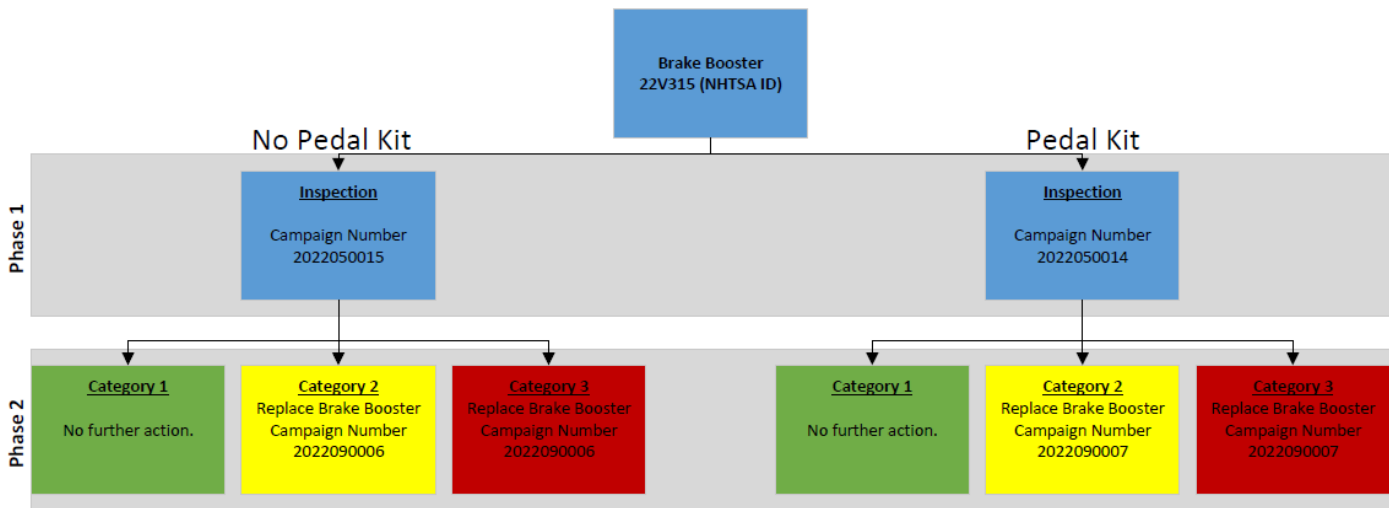 Brake Booster
22V315 (NHTSA ID)
No Pedal Kit
Pedal Kit
Phase 1
Inspection
Campaign Number
2022050015
Inspection
Campaign Number
2022050014
Phase 2
Category 1
No further action.
Category 2
Replace Brake Booster
Campaign Number
2022090006
Category 3
Replace Brake Booster
Campaign Number
2022090006
Category 1
No further action.
Category 2
Replace Brake Booster
Campaign Number
2022090007
Category 3
Replace Brake Booster
Campaign Number
2022090007